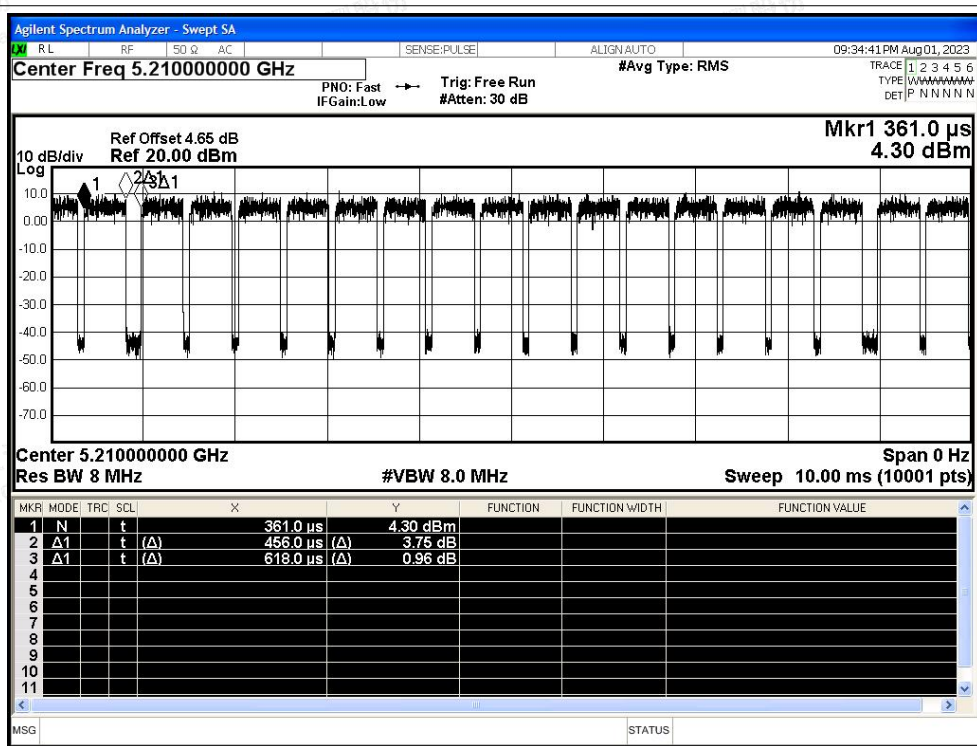 Agilent Spectrum Analyzer - Swept SA
LXI RL RF 50 Ω AC SENSE:PULSE ALIGN AUTO 09:34:41 PM Aug 01, 2023
Center Freq 5.210000000 GHz #Avg Type: RMS TRACE 1 2 3 4 5 6
PNO: Fast Trig: Free Run TYPE WWWWWW
IFGain:Low #Atten: 30 dB DET P N N N N N
Mkr1 361.0 µs
Ref Offset 4.65 dB
10 dB/div Ref 20.00 dBm 4.30 dBm
Log
1 2Δ1 3Δ1
10.0
0.00
-10.0
-20.0
-30.0
-40.0
-50.0
-60.0
-70.0
Center 5.210000000 GHz Span 0 Hz
Res BW 8 MHz #VBW 8.0 MHz Sweep 10.00 ms (10001 pts)
MKR MODE TRC SCL X Y FUNCTION FUNCTION WIDTH FUNCTION VALUE
1 N t 361.0 µs 4.30 dBm
2 Δ1 t (Δ) 456.0 µs (Δ) 3.75 dB
3 Δ1 t (Δ) 618.0 µs (Δ) 0.96 dB
4
5
6
7
8
9
10
11
MSG STATUS